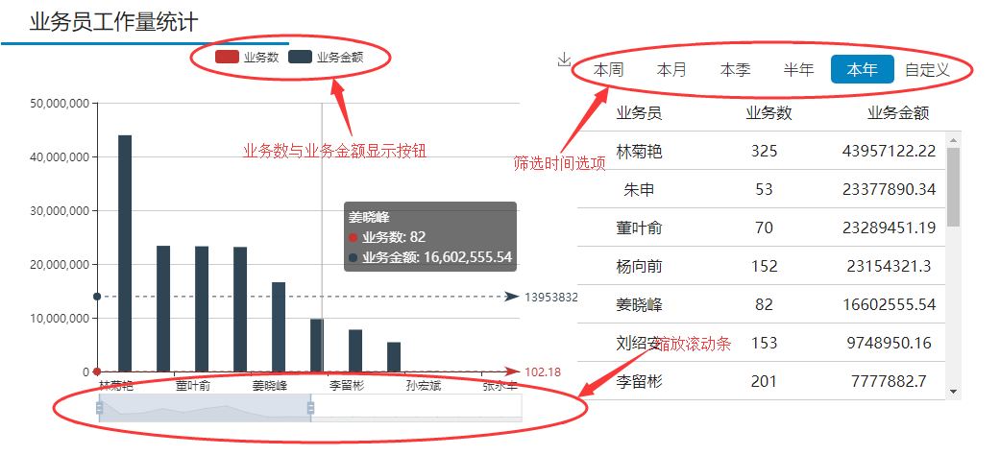 业务员工作量统计
业务数 业务金额
本周 本月 本季 半年 本年 自定义
业务数与业务金额显示按钮
筛选时间选项
50,000,000
40,000,000
30,000,000
20,000,000
10,000,000
0
姜晓峰
业务数: 82
业务金额: 16,602,555.54
13953832
102.18
林菊艳 董叶俞 姜晓峰 李留彬 孙宏斌
业务员 业务数 业务金额
林菊艳 325 43957122.22
朱申 53 23377890.34
董叶俞 70 23289451.19
杨向前 152 23154321.3
姜晓峰 82 16602555.54
刘绍安 153 9748950.16
缩放滚动条
李留彬 201 7777882.7